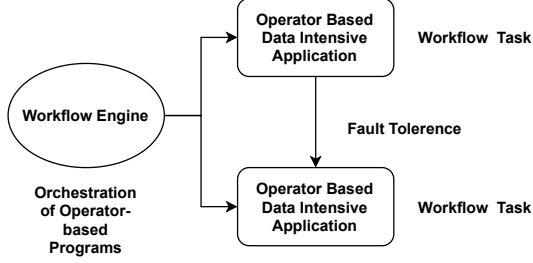 Operator Based
Data Intensive
Application
Workflow Task
Workflow Engine
Fault Tolerence
Orchestration
of Operator-
based
Programs
Operator Based
Data Intensive
Application
Workflow Task